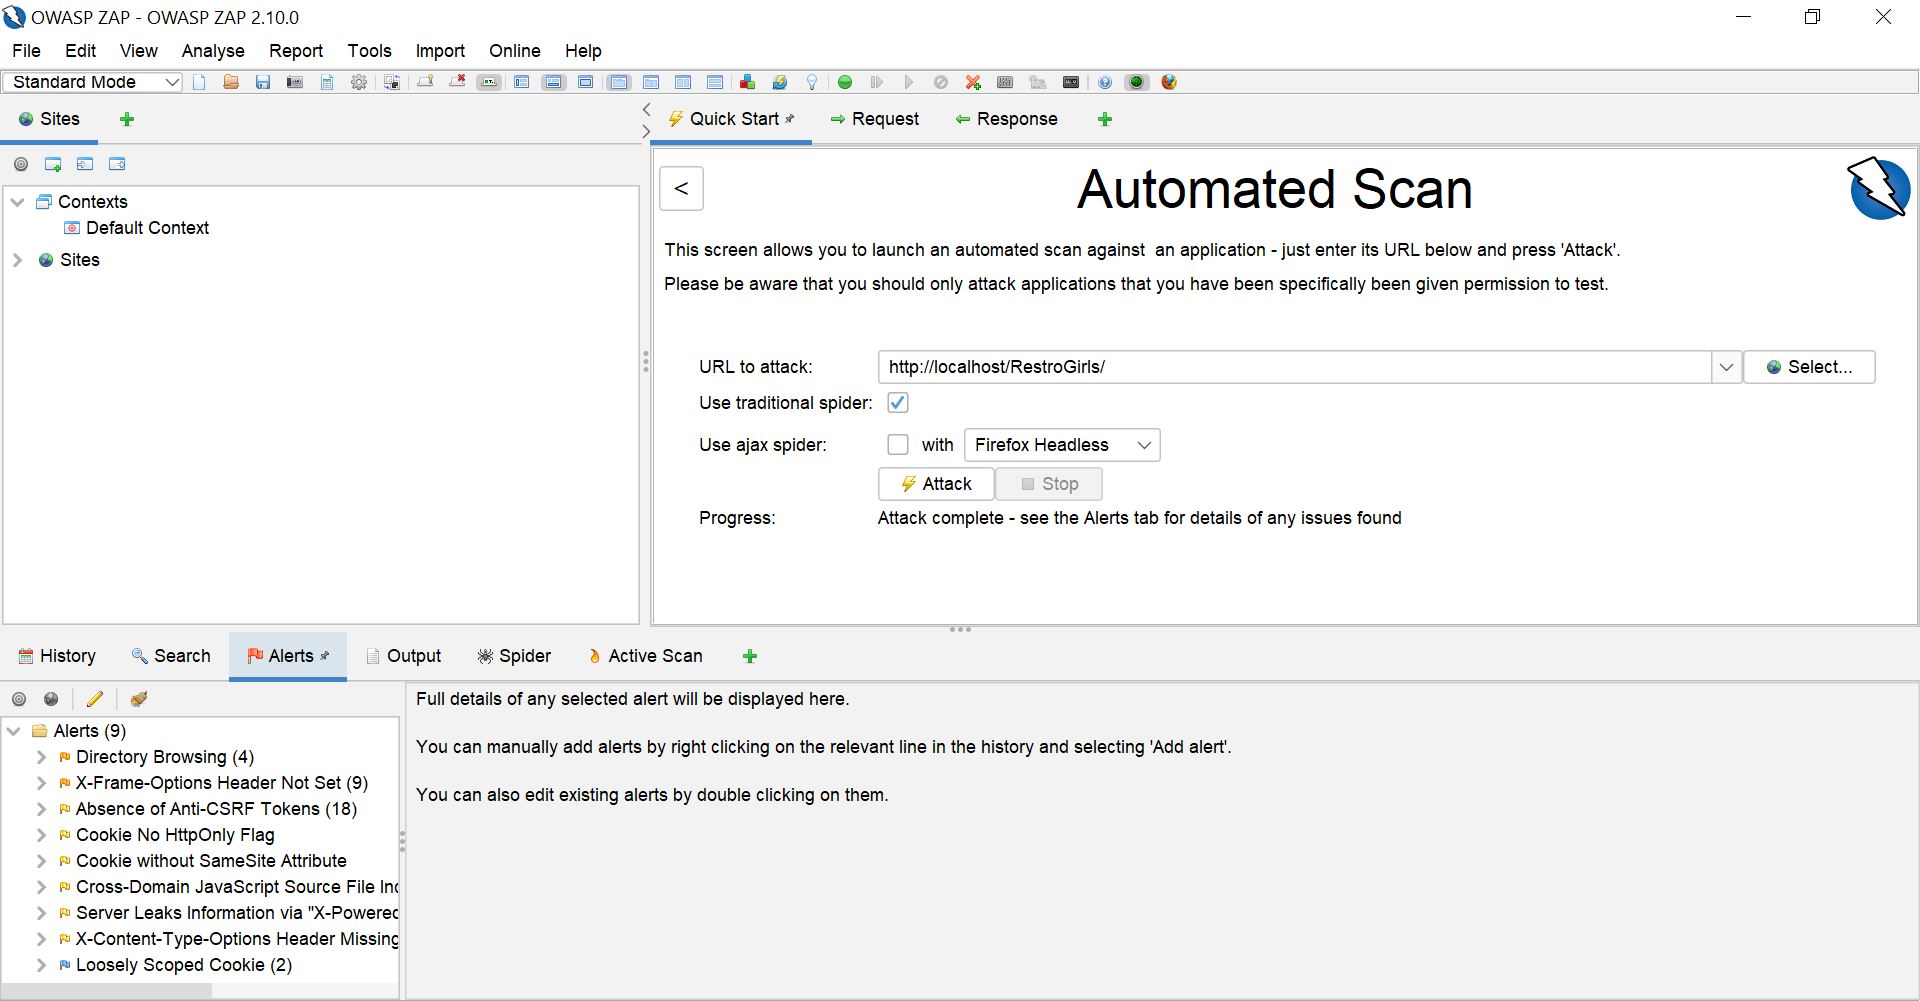 OWASP ZAP - OWASP ZAP 2.10.0
File Edit View Analyse Report Tools Import Online Help
Standard Mode
Sites
Quick Start Request Response
Contexts
Default Context
Sites
<
Automated Scan
This screen allows you to launch an automated scan against  an application - just enter its URL below and press 'Attack'.
Please be aware that you should only attack applications that you have been specifically been given permission to test.
URL to attack: http://localhost/RestroGirls/ Select...
Use traditional spider:
Use ajax spider: with Firefox Headless
Attack Stop
Progress: Attack complete - see the Alerts tab for details of any issues found
History Search Alerts Output Spider Active Scan
Alerts (9)
Directory Browsing (4)
X-Frame-Options Header Not Set (9)
Absence of Anti-CSRF Tokens (18)
Cookie No HttpOnly Flag
Cookie without SameSite Attribute
Cross-Domain JavaScript Source File Inc
Server Leaks Information via "X-Powered
X-Content-Type-Options Header Missing
Loosely Scoped Cookie (2)
Full details of any selected alert will be displayed here.
You can manually add alerts by right clicking on the relevant line in the history and selecting 'Add alert'.
You can also edit existing alerts by double clicking on them.